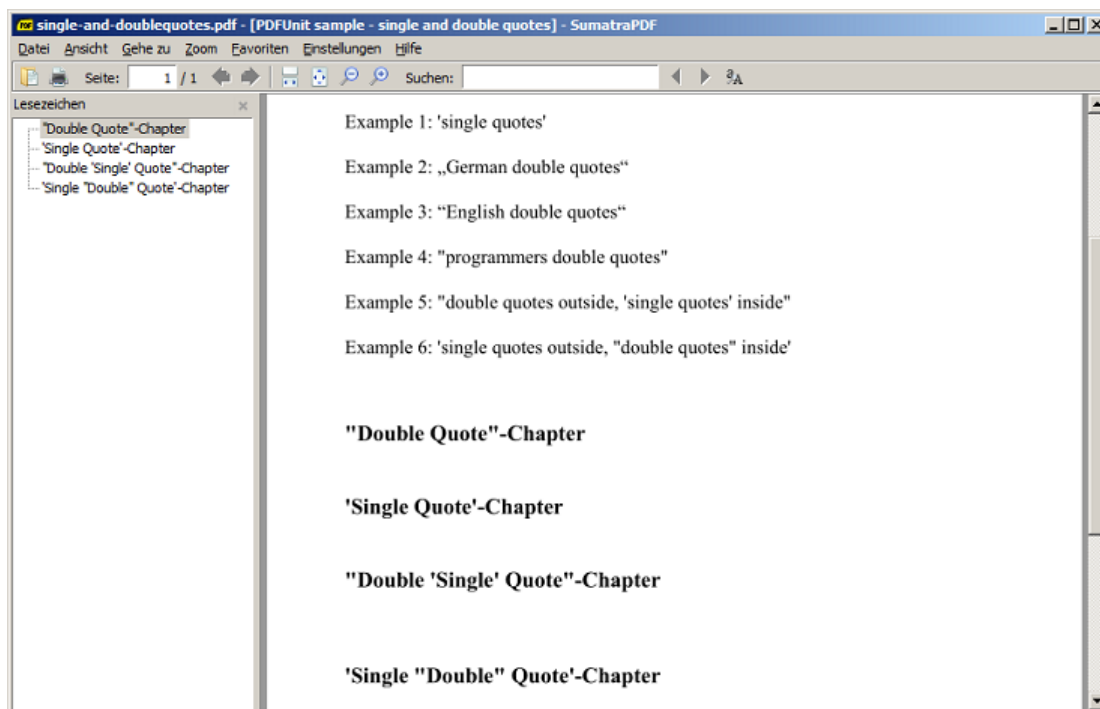 single-and-doublequotes.pdf - [PDFUnit sample - single and double quotes] - SumatraPDF
Datei Ansicht Gehe zu Zoom Favoriten Einstellungen Hilfe
Seite: 1 / 1 Suchen:
Lesezeichen
"Double Quote"-Chapter
'Single Quote'-Chapter
"Double 'Single' Quote"-Chapter
'Single "Double" Quote'-Chapter
Example 1: 'single quotes'
Example 2: „German double quotes“
Example 3: “English double quotes“
Example 4: "programmers double quotes"
Example 5: "double quotes outside, 'single quotes' inside"
Example 6: 'single quotes outside, "double quotes" inside'
"Double Quote"-Chapter
'Single Quote'-Chapter
"Double 'Single' Quote"-Chapter
'Single "Double" Quote'-Chapter